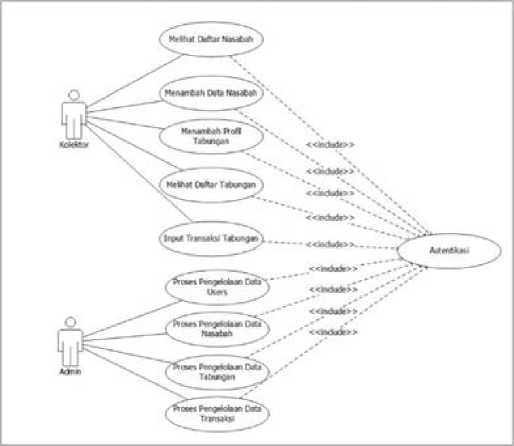 Melihat Daftar Nasabah
Menambah Data Nasabah
Menambah Profil
Tabungan
Kolektor
<<include>>
<<include>>
<<include>>
Melihat Daftar Tabungan
<<include>>
Input Transaksi Tabungan
<<include>>
Autentikasi
<<include>>
Proses Pengelolaan Data
Users
<<include>>
<<include>>
Proses Pengelolaan Data
Nasabah
<<include>>
Admin
Proses Pengelolaan Data
Tabungan
Proses Pengelolaan Data
Transaksi